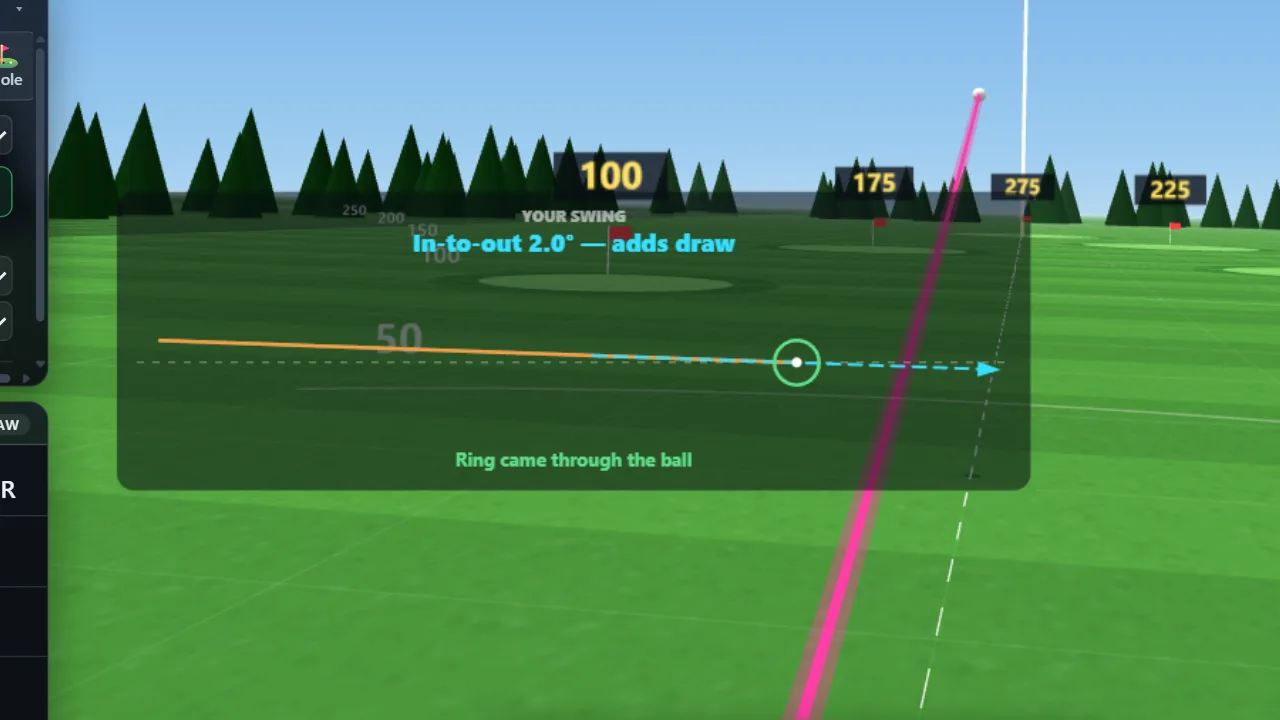 ole
AW
R
100
175
275
225
250
200
150
100
50
YOUR SWING
In-to-out 2.0° — adds draw
Ring came through the ball